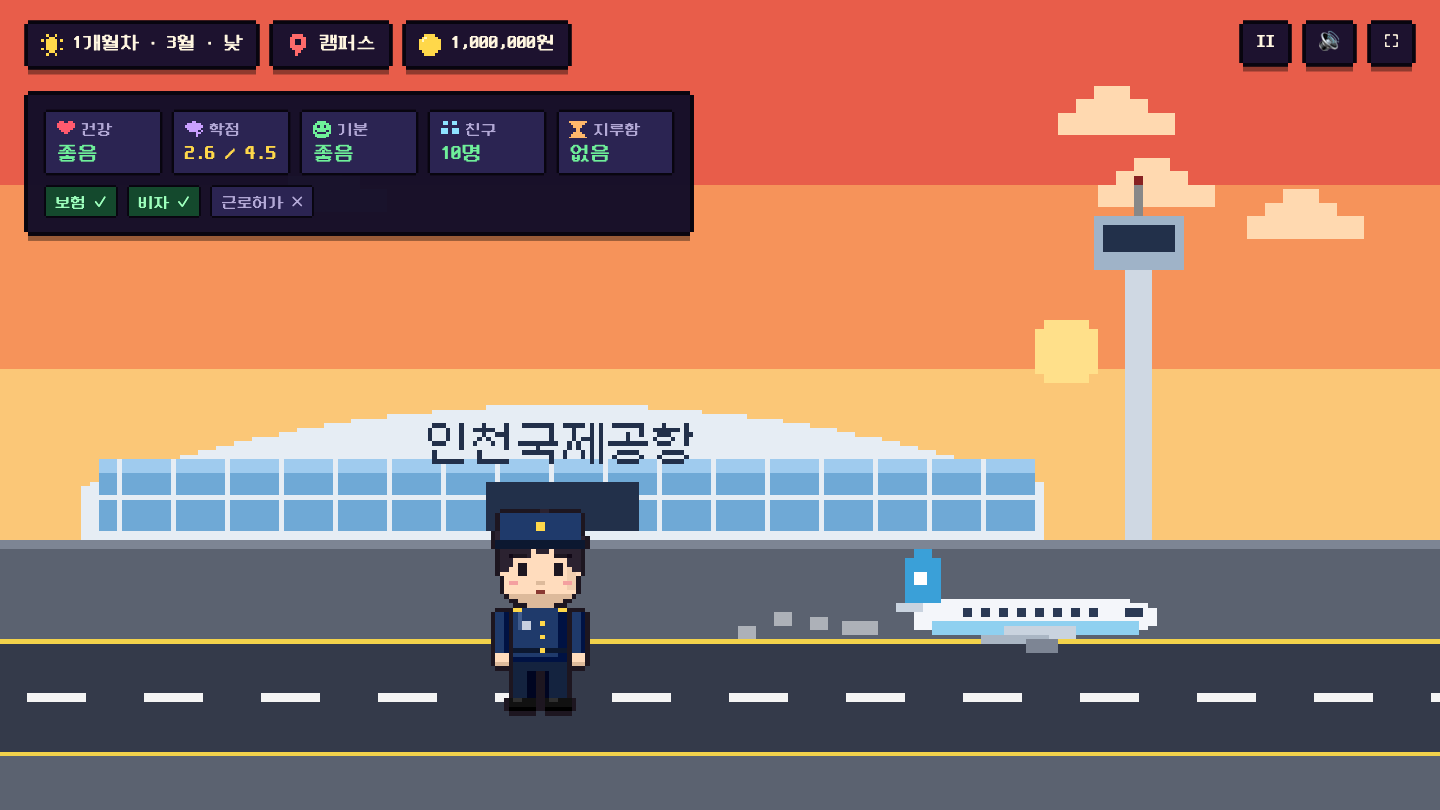 1개월차 · 3월 · 낮
캠퍼스
1,000,000원
건강
좋음
학점
2.6 / 4.5
기분
좋음
친구
10명
지루함
없음
보험 ✓
비자 ✓
근로허가 ✕
인천국제공항